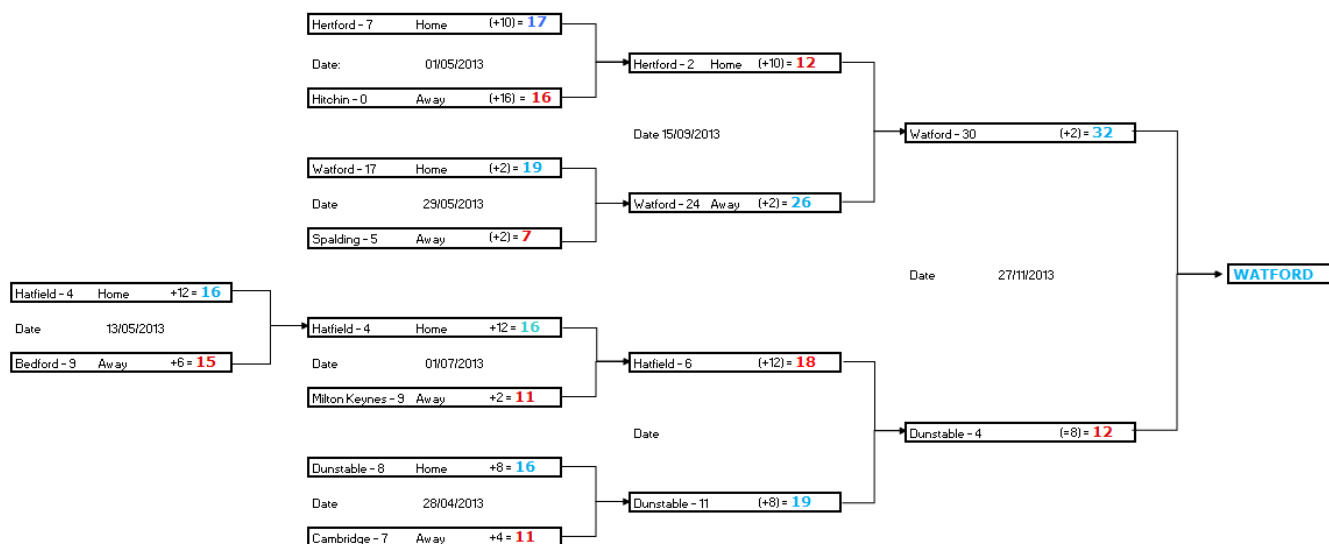 Hertford - 7 Home (+10) = 17
Date: 01/05/2013
Hitchin - 0 Away (+16) = 16
Watford - 17 Home (+2) = 19
Date 29/05/2013
Spalding - 5 Away (+2) = 7
Hatfield - 4 Home +12 = 16
Date 13/05/2013
Bedford - 9 Away +6 = 15
Hatfield - 4 Home +12 = 16
Date 01/07/2013
Milton Keynes - 9 Away +2 = 11
Dunstable - 8 Home +8 = 16
Date 28/04/2013
Cambridge - 7 Away +4 = 11
Hertford - 2 Home (+10) = 12
Date 15/09/2013
Watford - 24 Away (+2) = 26
Hatfield - 6 (+12) = 18
Date
Dunstable - 11 (+8) = 19
Watford - 30 (+2) = 32
Date 27/11/2013
Dunstable - 4 (=8) = 12
WATFORD